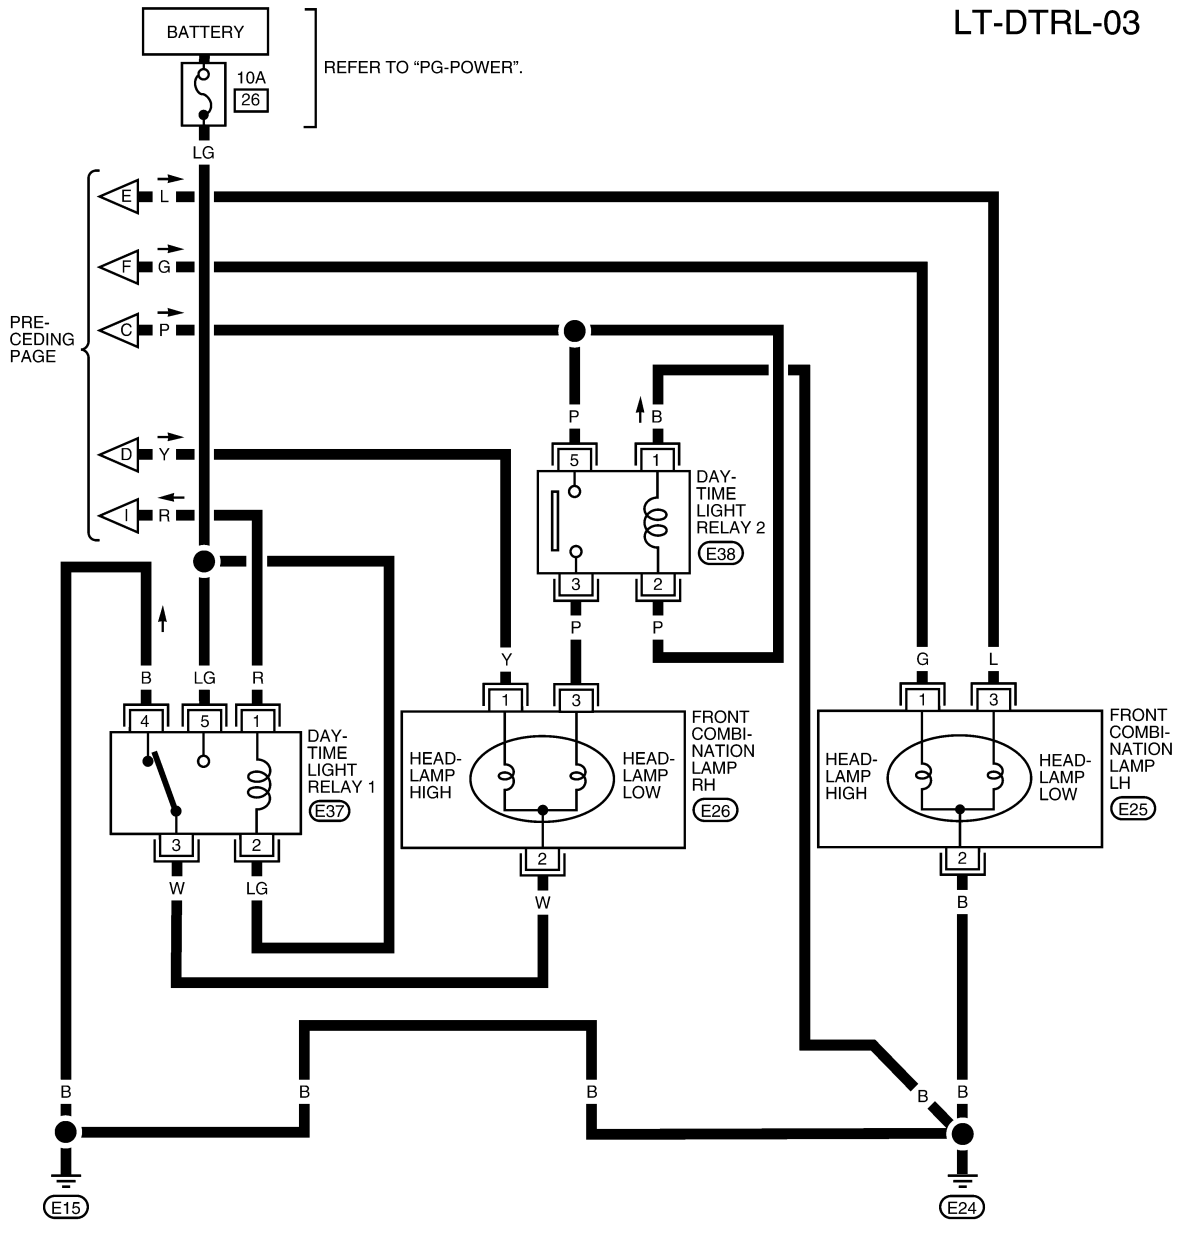 LT-DTRL-03
BATTERY
10A
26
REFER TO “PG-POWER”.
LG
E L
F G
C P
PRE-
CEDING
PAGE
D Y
I R
P
B
5
1
DAY-
TIME
LIGHT
RELAY 2
E38
3
2
P
P
Y
G
L
B
LG
R
4
5
1
DAY-
TIME
LIGHT
RELAY 1
E37
3
2
W
LG
1
3
HEAD-
LAMP
HIGH
HEAD-
LAMP
LOW
FRONT
COMBI-
NATION
LAMP
RH
E26
2
W
1
3
HEAD-
LAMP
HIGH
HEAD-
LAMP
LOW
FRONT
COMBI-
NATION
LAMP
LH
E25
2
B
B
B
B
B
B
E15
E24